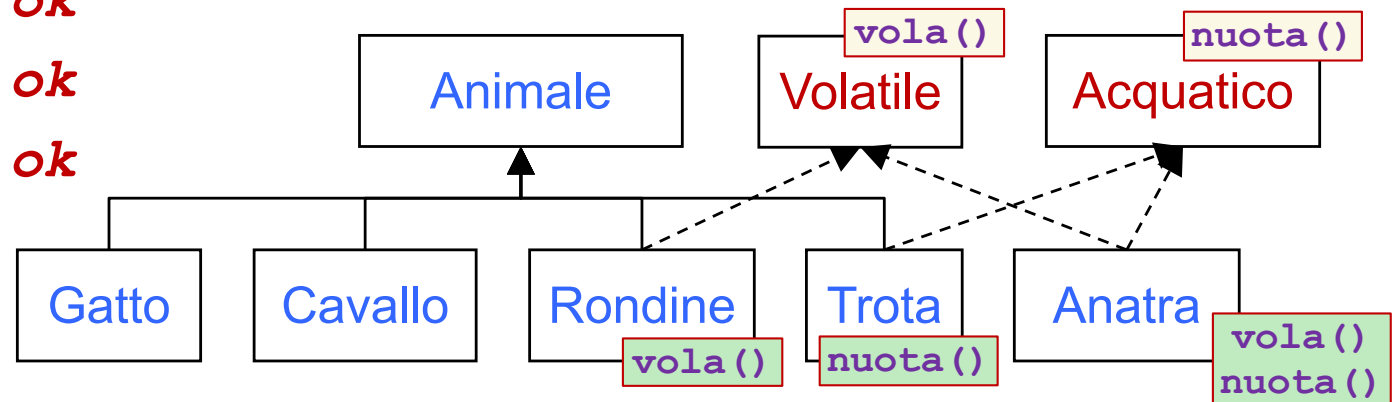 ok
ok
ok
vola()
nuota()
Animale
Volatile
Acquatico
Gatto
Cavallo
Rondine
Trota
Anatra
vola()
nuota()
vola()
nuota()